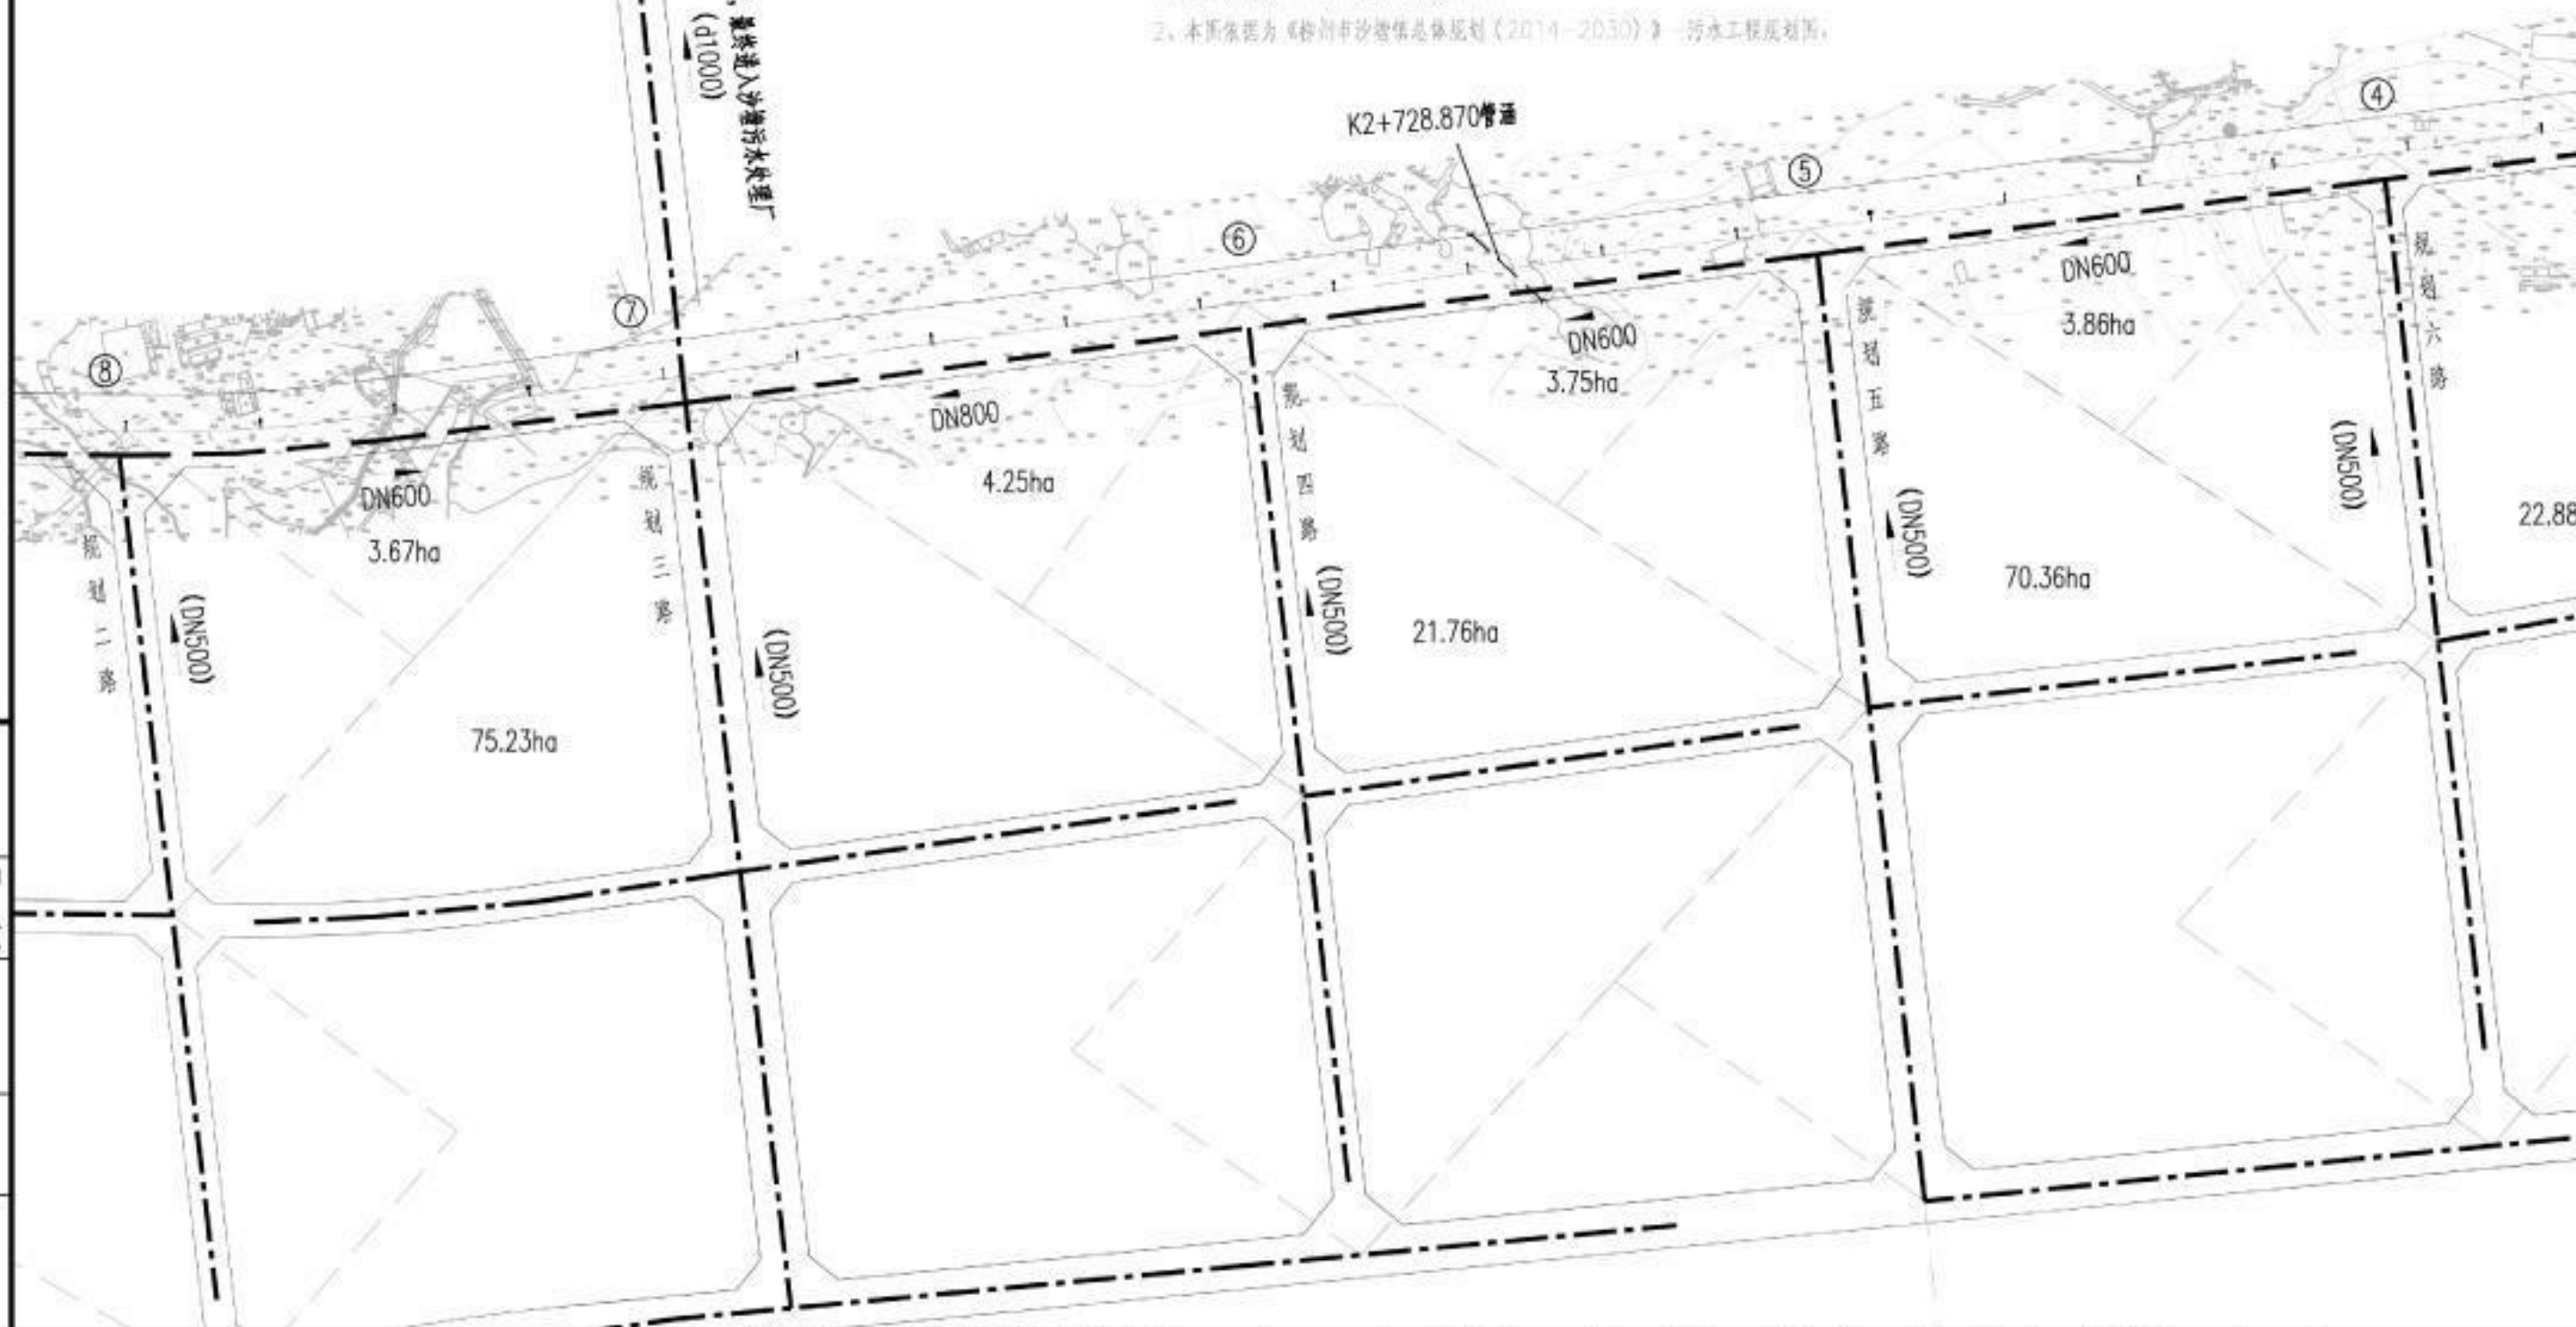 ，最终进入沙塘污水处理厂
(d1000)
2、本图依据为《柳州市沙塘镇总体规划（2014-2030）》-污水工程规划图。
K2+728.870管涵
④
⑤
⑥
⑦
⑧
DN600
3.86ha
规划六路
DN600
3.75ha
规划五路
DN800
4.25ha
规划四路
(DN500)
22.88
DN600
3.67ha
规划三路
(DN500)
70.36ha
规划二路
(DN500)
(DN500)
21.76ha
(DN500)
75.23ha